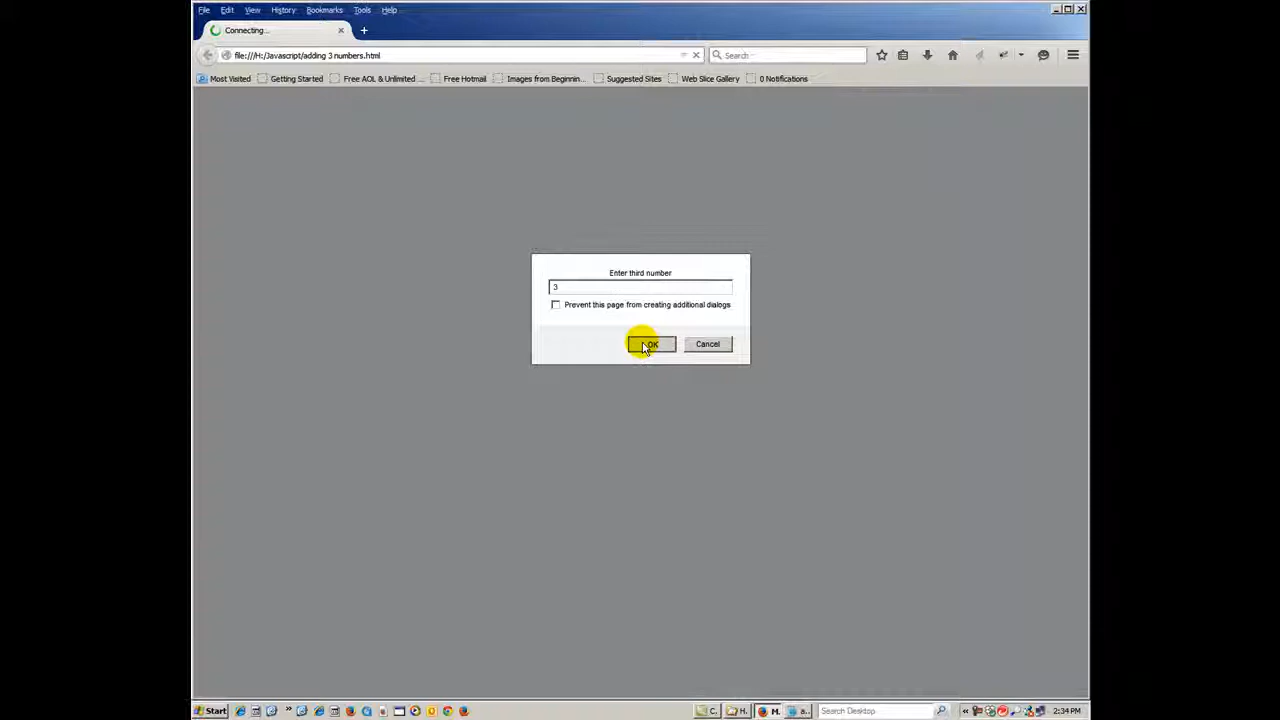 File Edit View History Bookmarks Tools Help
Connecting...
file:///H:/Javascript/adding 3 numbers.html
Search
Most Visited Getting Started Free AOL & Unlimited ... Free Hotmail Images from Beginnin... Suggested Sites Web Slice Gallery 0 Notifications
Enter third number
3
Prevent this page from creating additional dialogs
OK Cancel
Start C. H. M. a.. Search Desktop 2:34 PM